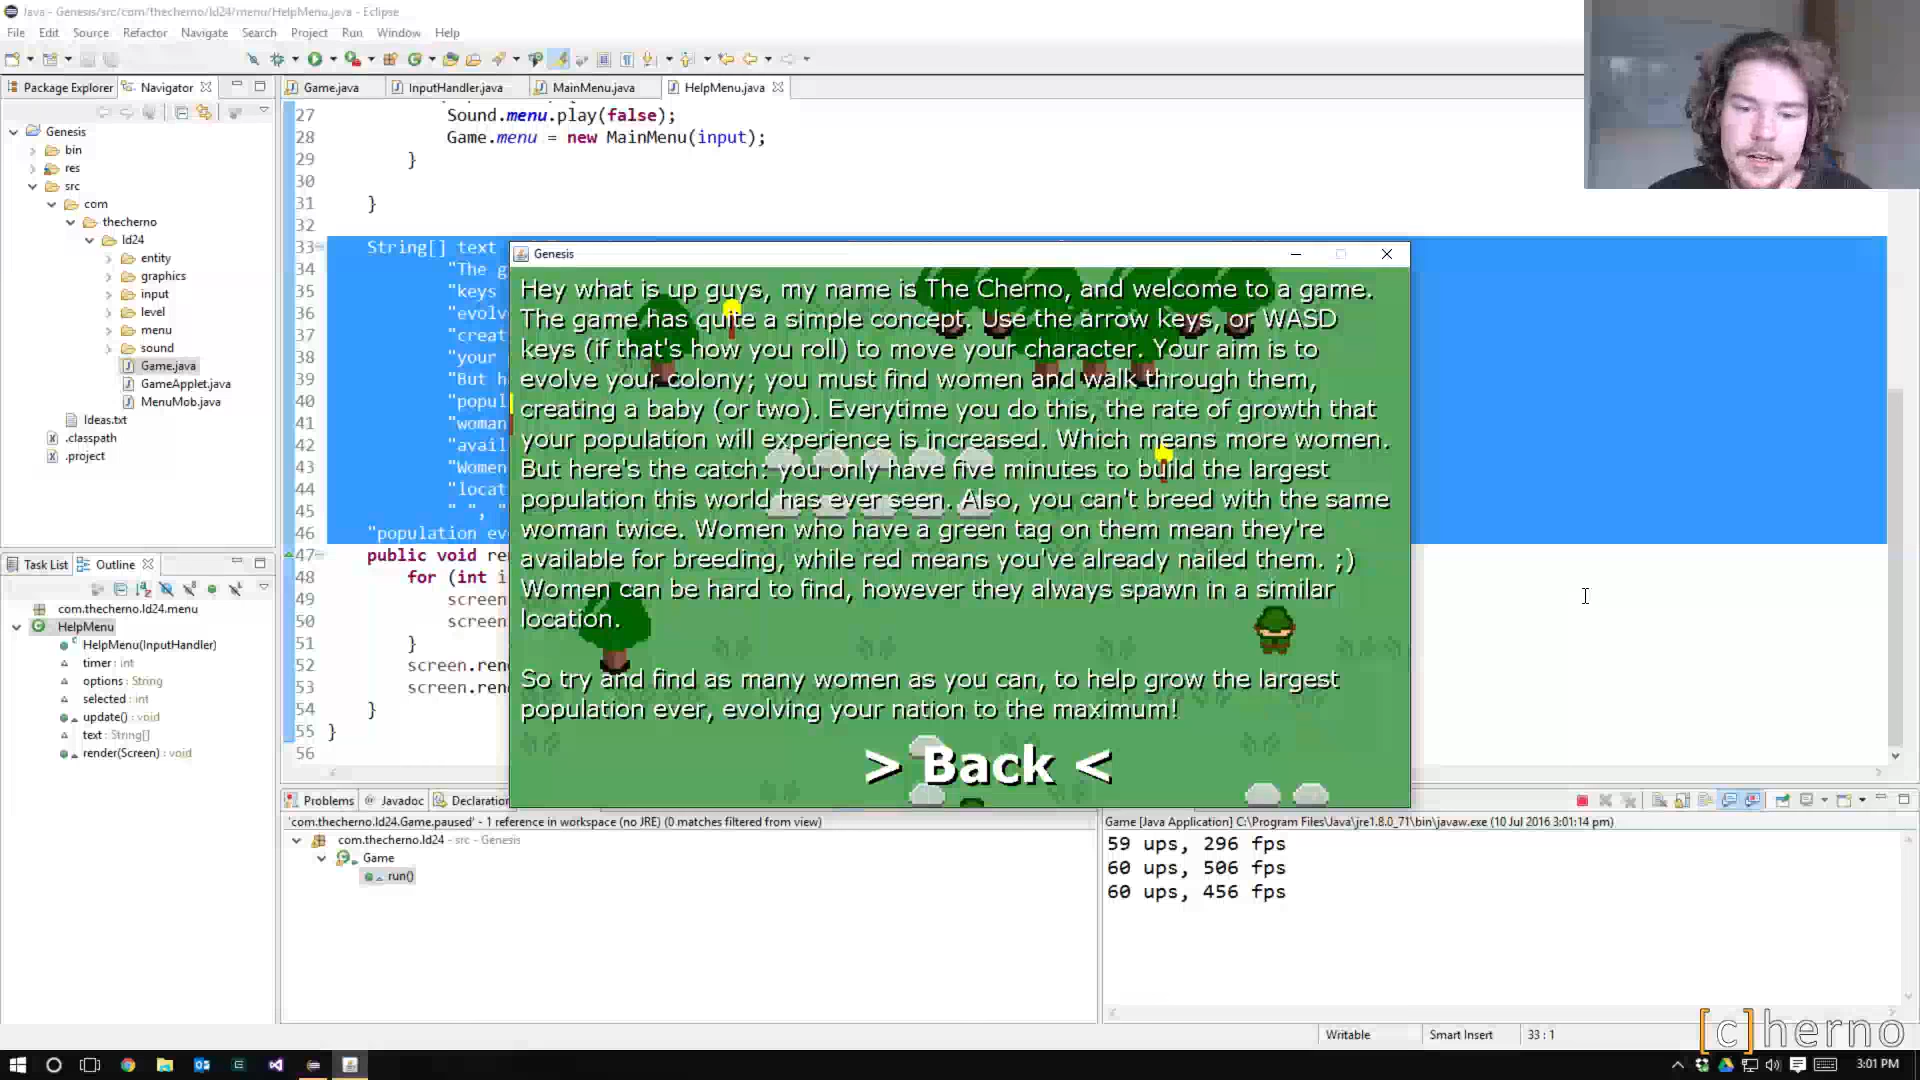 Java - Genesis/src/com/thecherno/ld24/menu/HelpMenu.java - Eclipse
File Edit Source Refactor Navigate Search Project Run Window Help
Package Explorer Navigator
Game.java InputHandler.java MainMenu.java HelpMenu.java
Genesis
bin
res
src
com
thecherno
ld24
entity
graphics
input
level
menu
sound
Game.java
GameApplet.java
MenuMob.java
Ideas.txt
.classpath
.project
Task List Outline
com.thecherno.ld24.menu
HelpMenu
HelpMenu(InputHandler)
timer : int
options : String
selected : int
update() : void
text : String[]
render(Screen) : void
27 Sound.menu.play(false);
28 Game.menu = new MainMenu(input);
29 }
30
31 }
32
33 String[] text
34 "The g
35 "keys
36 "evolv
37 "creat
38 "your
39 "But h
40 "popul
41 "woman
42 "avail
43 "Women
44 "locat
45 " ", "
46 "population ev
47 public void re
48 for (int i
49 screen
50 screen
51 }
52 screen.ren
53 screen.ren
54 }
55 }
56
Genesis
Hey what is up guys, my name is The Cherno, and welcome to a game.
The game has quite a simple concept. Use the arrow keys, or WASD
keys (if that's how you roll) to move your character. Your aim is to
evolve your colony; you must find women and walk through them,
creating a baby (or two). Everytime you do this, the rate of growth that
your population will experience is increased. Which means more women.
But here's the catch: you only have five minutes to build the largest
population this world has ever seen. Also, you can't breed with the same
woman twice. Women who have a green tag on them mean they're
available for breeding, while red means you've already nailed them. ;)
Women can be hard to find, however they always spawn in a similar
location.
So try and find as many women as you can, to help grow the largest
population ever, evolving your nation to the maximum!
> Back <
Problems Javadoc Declaration
'com.thecherno.ld24.Game.paused' - 1 reference in workspace (no JRE) (0 matches filtered from view)
com.thecherno.ld24 - src - Genesis
Game
run()
Game [Java Application] C:\Program Files\Java\jre1.8.0_71\bin\javaw.exe (10 Jul 2016 3:01:14 pm)
59 ups, 296 fps
60 ups, 506 fps
60 ups, 456 fps
Writable Smart Insert 33 : 1
[c]herno
3:01 PM